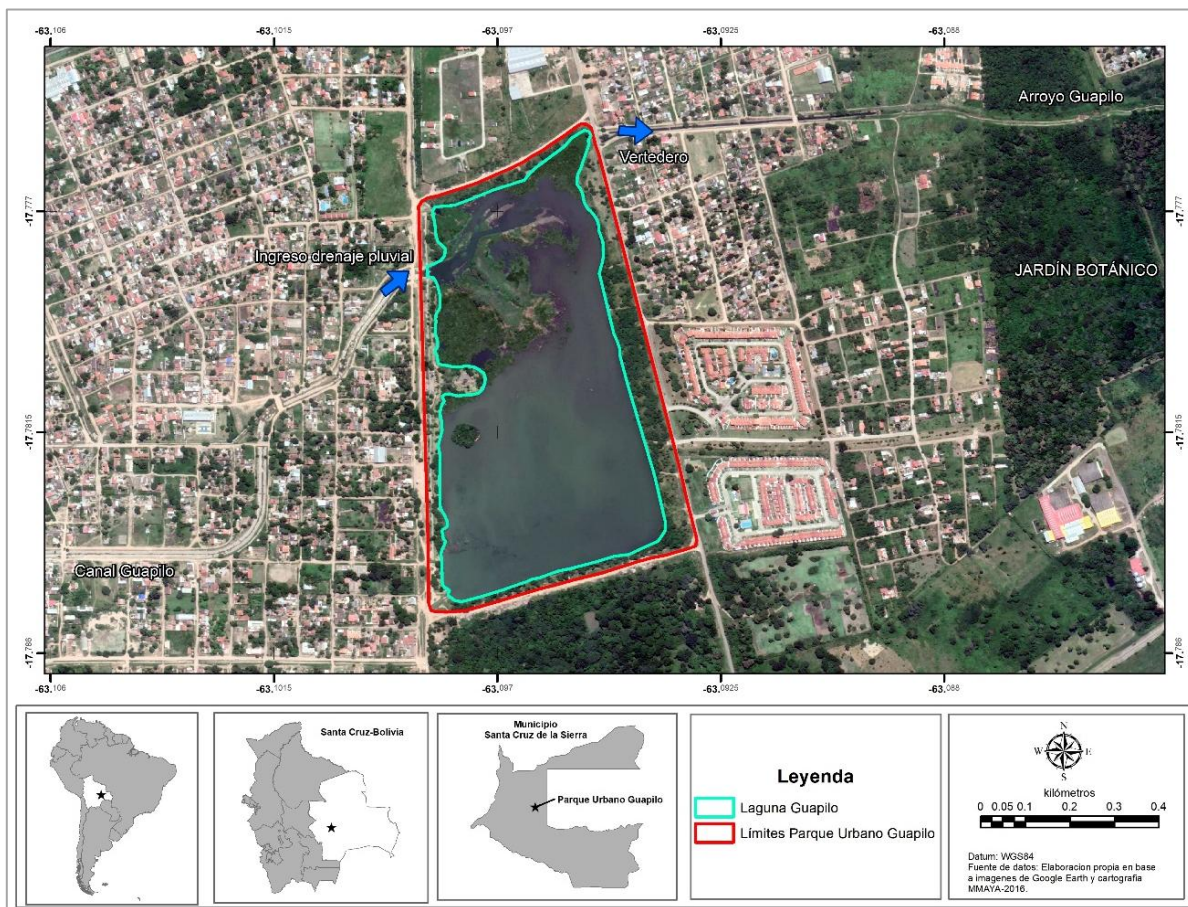 -63.106 -63.1015 -63.097 -63.0925 -63.088
Arroyo Guapilo
Vertedero
-17.777 -17.777
Ingreso drenaje pluvial
JARDÍN BOTÁNICO
-17.7815 -17.7815
Canal Guapilo
-17.786 -17.786
-63.106 -63.1015 -63.097 -63.0925 -63.088
Santa Cruz-Bolivia
Municipio
Santa Cruz de la Sierra
Parque Urbano Guapilo
Leyenda
Laguna Guapilo
Límites Parque Urbano Guapilo
N
W E
S
kilómetros
0 0.05 0.1 0.2 0.3 0.4
Datum: WGS84
Fuente de datos: Elaboracion propia en base
a imagenes de Google Earth y cartografia
MMAYA-2016.